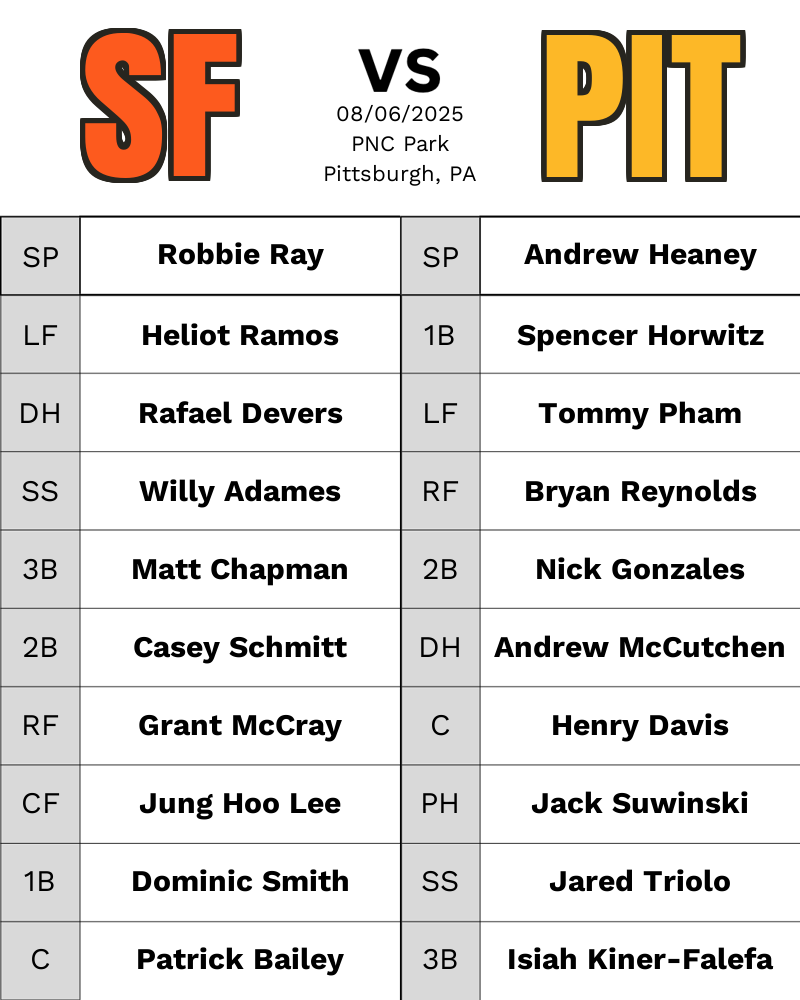 SF
VS
08/06/2025
PNC Park
Pittsburgh, PA
PIT
SP Robbie Ray SP Andrew Heaney
LF Heliot Ramos 1B Spencer Horwitz
DH Rafael Devers LF Tommy Pham
SS Willy Adames RF Bryan Reynolds
3B Matt Chapman 2B Nick Gonzales
2B Casey Schmitt DH Andrew McCutchen
RF Grant McCray C Henry Davis
CF Jung Hoo Lee PH Jack Suwinski
1B Dominic Smith SS Jared Triolo
C Patrick Bailey 3B Isiah Kiner-Falefa